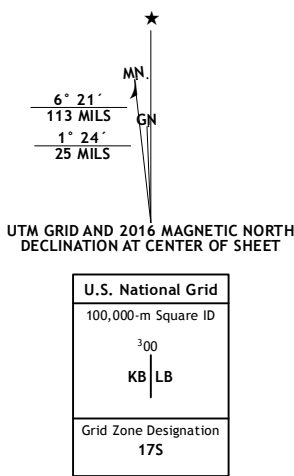 ★
MN.
GN
6° 21´
113 MILS
1° 24´
25 MILS
UTM GRID AND 2016 MAGNETIC NORTH
DECLINATION AT CENTER OF SHEET
U.S. National Grid
100,000-m Square ID
³00
KB LB
Grid Zone Designation
17S